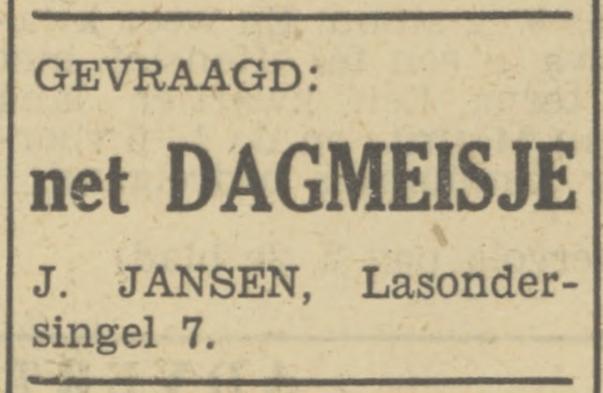 GEVRAAGD:
net DAGMEISJE
J. JANSEN, Lasonder-
singel 7.